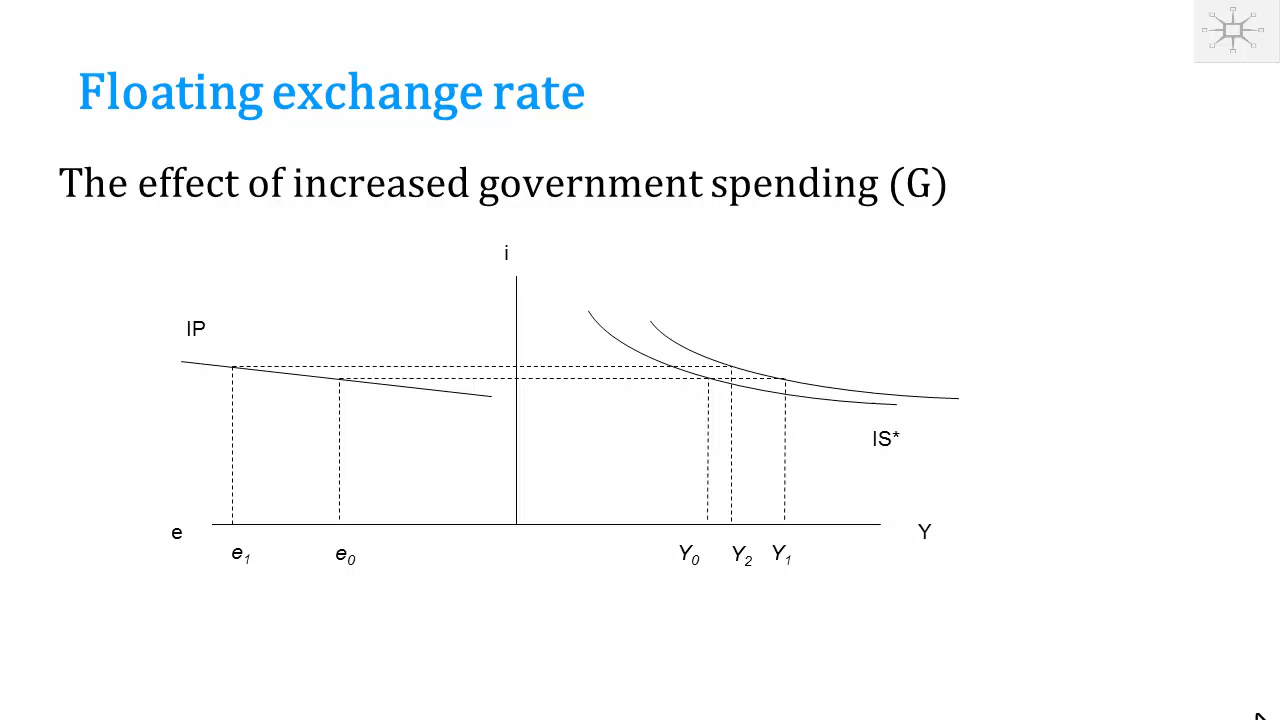 Floating exchange rate
The effect of increased government spending (G)
i
IP
IS*
e
Y
e1
e0
Y0
Y2
Y1